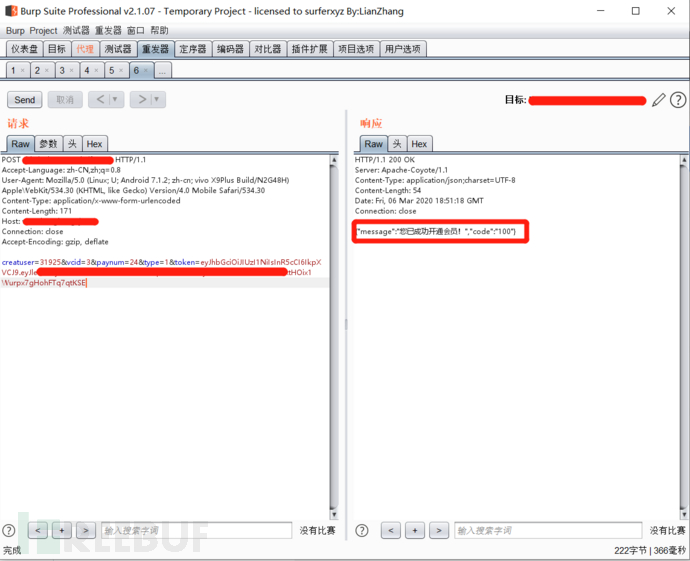 Burp Suite Professional v2.1.07 - Temporary Project - licensed to surferxyz By:LianZhang
Burp Project 测试器 重发器 窗口 帮助
仪表盘 目标 代理 测试器 重发器 定序器 编码器 对比器 插件扩展 项目选项 用户选项
1 × 2 × 3 × 4 × 5 × 6 × ...
Send 取消 < > 目标:
请求
Raw 参数 头 Hex
POST HTTP/1.1
Accept-Language: zh-CN,zh;q=0.8
User-Agent: Mozilla/5.0 (Linux; U; Android 7.1.2; zh-cn; vivo X9Plus Build/N2G48H)
AppleWebKit/534.30 (KHTML, like Gecko) Version/4.0 Mobile Safari/534.30
Content-Type: application/x-www-form-urlencoded
Content-Length: 171
Host:
Connection: close
Accept-Encoding: gzip, deflate
creatuser=31925&vcid=3&paynum=24&type=1&token=eyJhbGciOiJIUzI1NiIsInR5cCI6IkpX
VCJ9.eyJle tHOix1
Wurpx7gHohFTq7qtKSE
响应
Raw 头 Hex
HTTP/1.1 200 OK
Server: Apache-Coyote/1.1
Content-Type: application/json;charset=UTF-8
Content-Length: 54
Date: Fri, 06 Mar 2020 18:51:18 GMT
Connection: close
{"message":"您已成功开通会员！","code":"100"}
? < + > 输入搜索字词 没有比赛
? < + > 输入搜索字词 没有比赛
REEBUF
完成
222字节 | 366毫秒